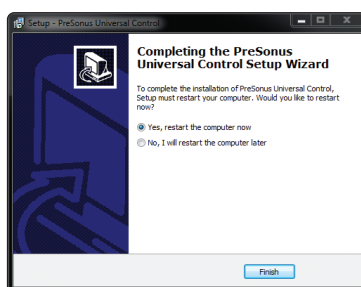 Setup - PreSonus Universal Control
Completing the PreSonus
Universal Control Setup Wizard
To complete the installation of PreSonus Universal Control,
Setup must restart your computer. Would you like to restart
now?
Yes, restart the computer now
No, I will restart the computer later
Finish